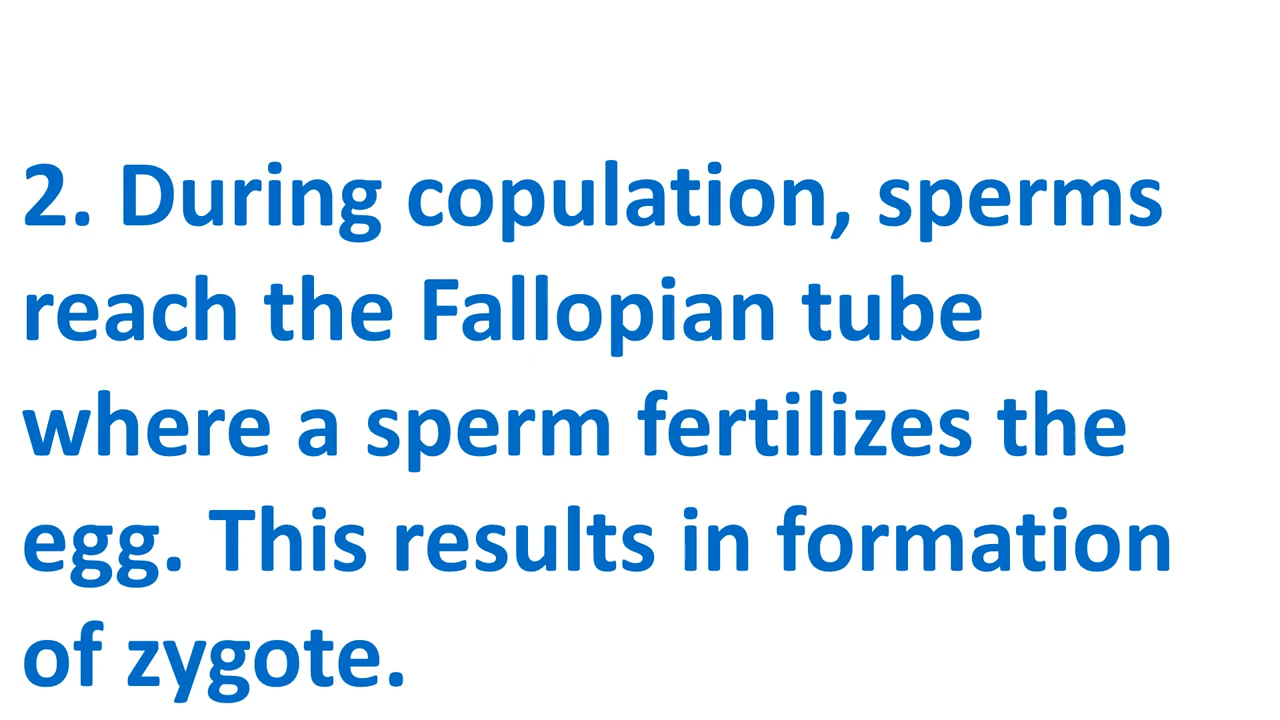 2. During copulation, sperms
reach the Fallopian tube
where a sperm fertilizes the
egg. This results in formation
of zygote.